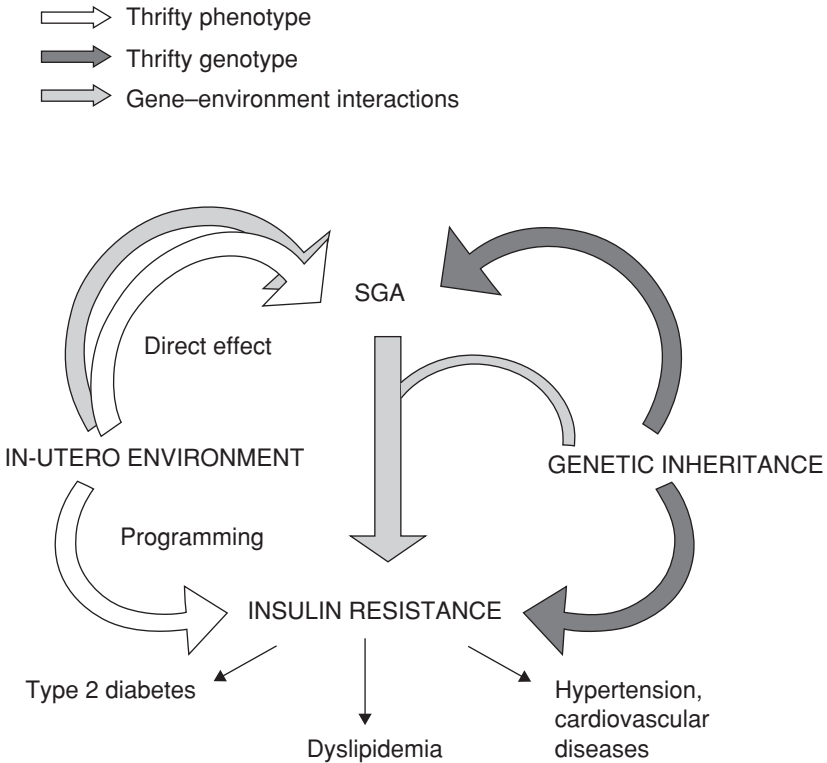 Thrifty phenotype
Thrifty genotype
Gene–environment interactions
SGA
Direct effect
IN-UTERO ENVIRONMENT
GENETIC INHERITANCE
Programming
INSULIN RESISTANCE
Type 2 diabetes
Hypertension,
cardiovascular
diseases
Dyslipidemia